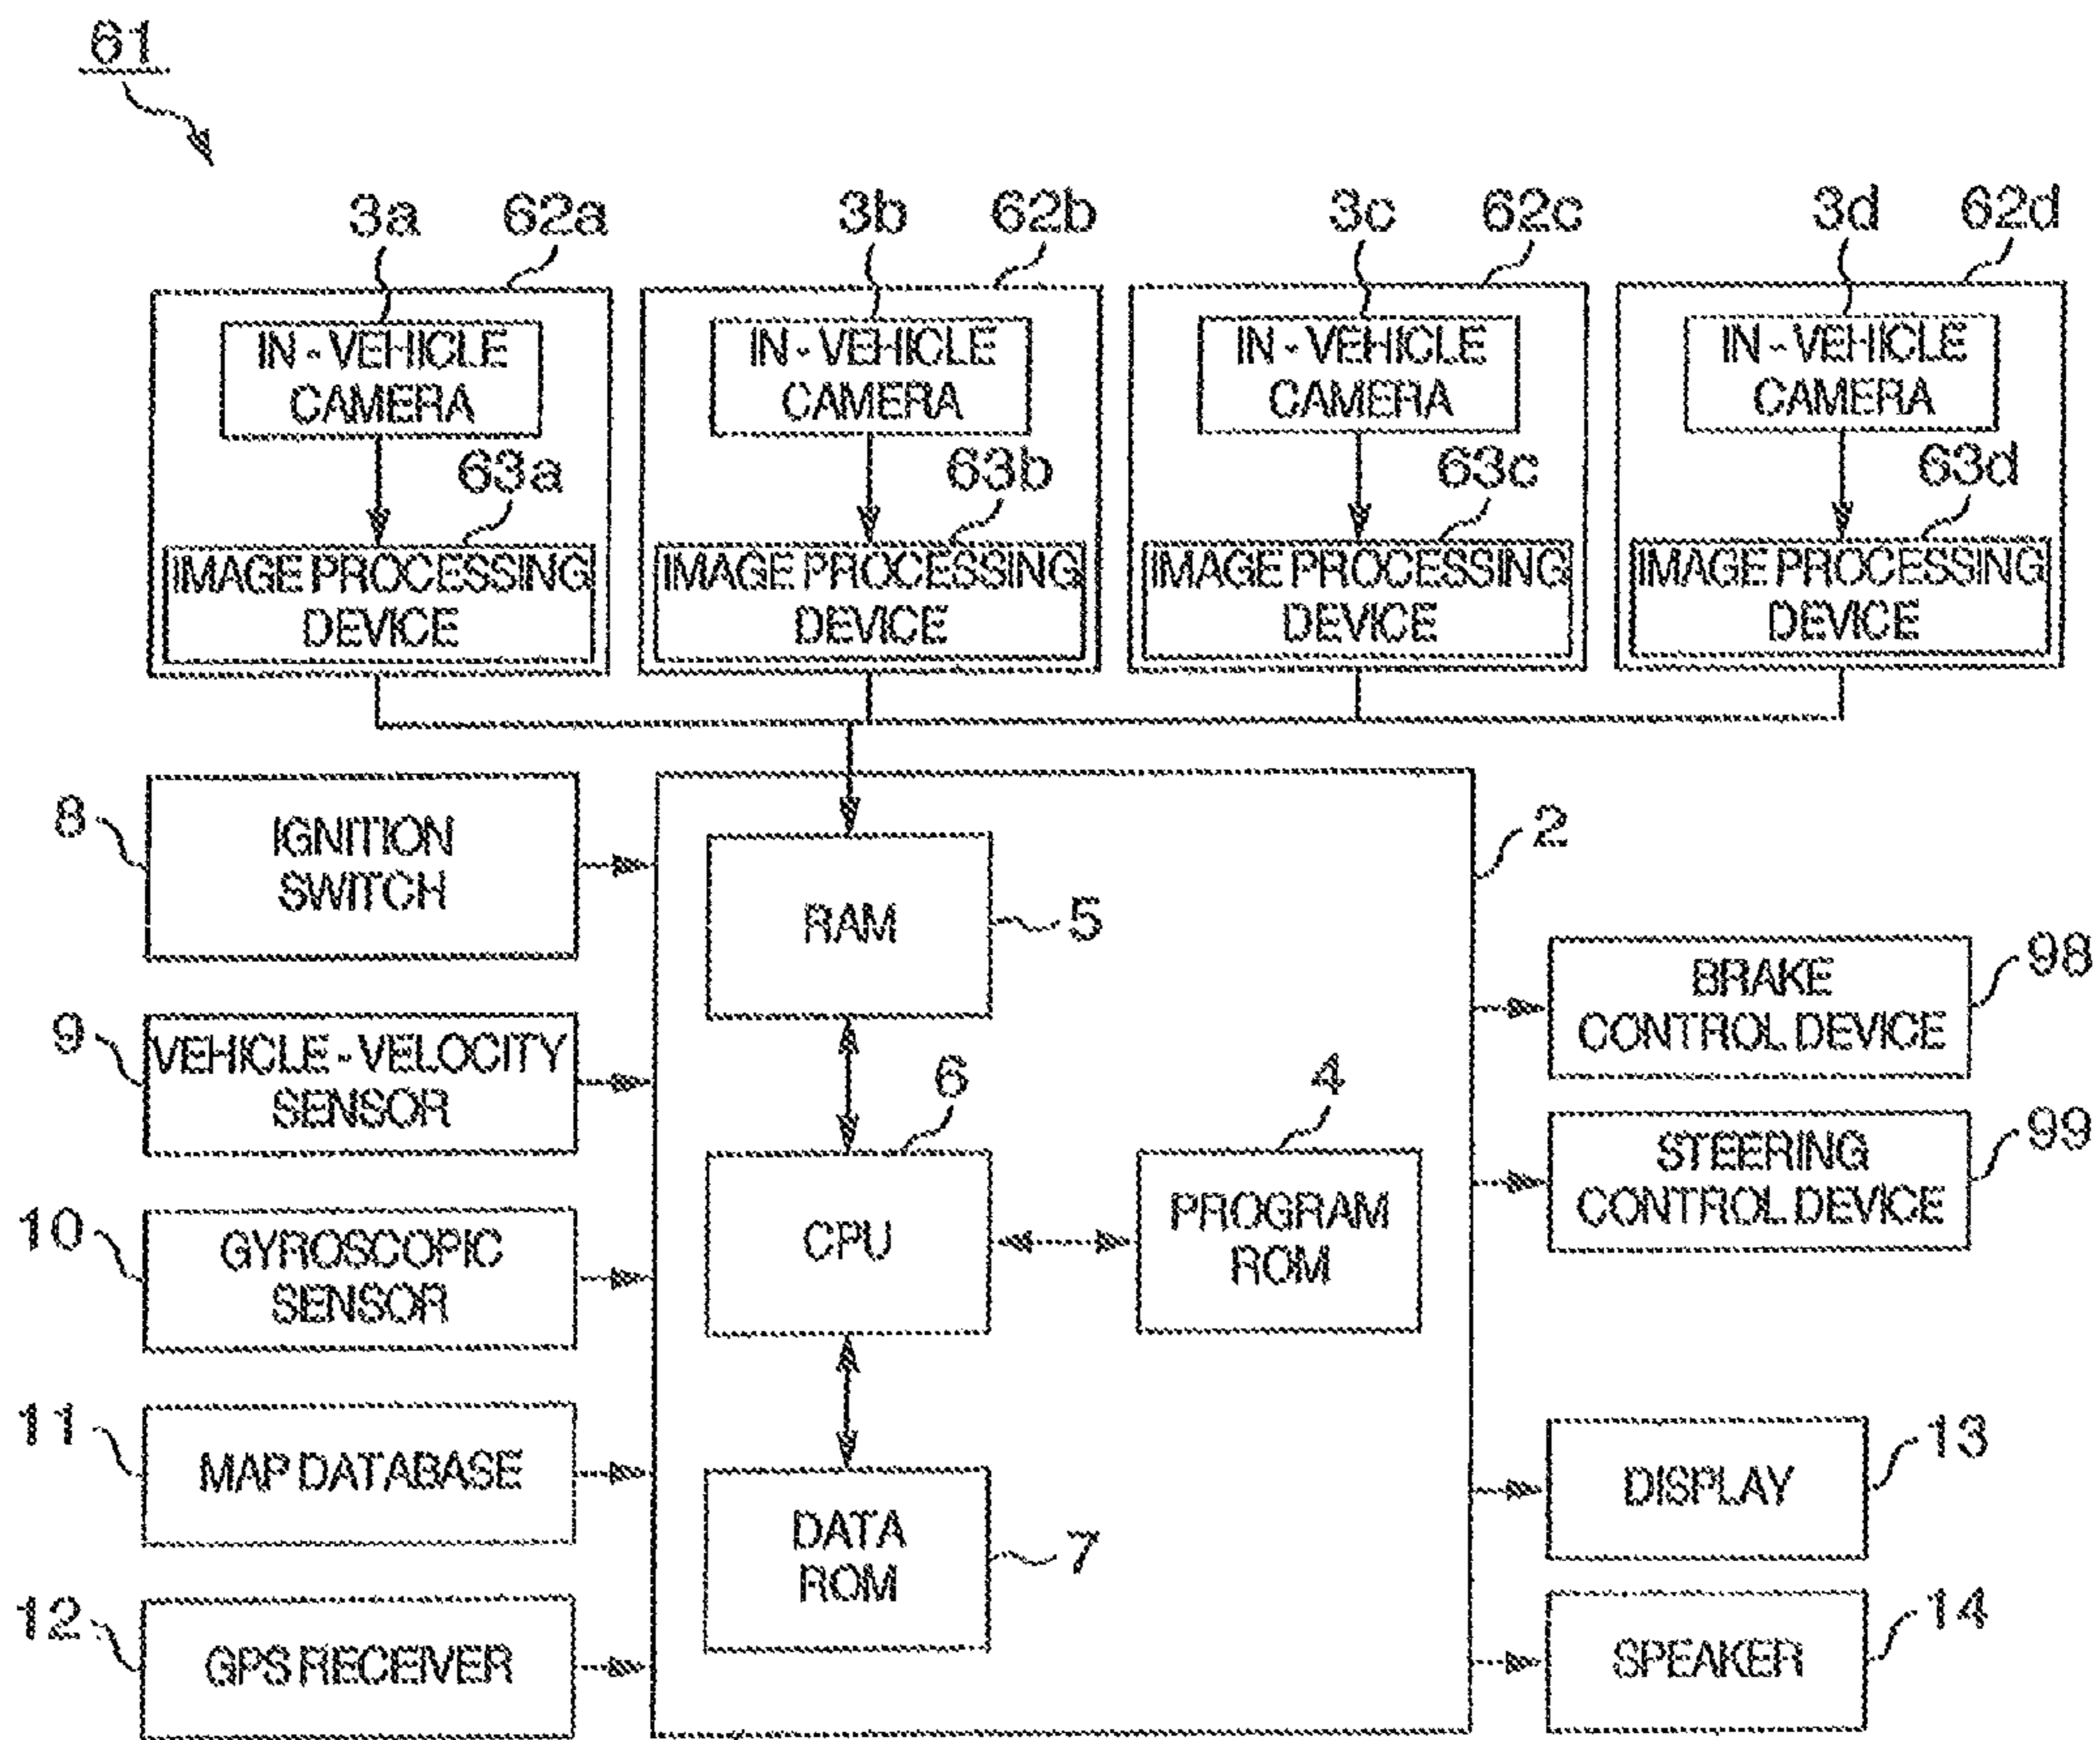 61
3a 62a 3b 62b 3c 62c 3d 62d
IN-VEHICLE
CAMERA
IN-VEHICLE
CAMERA
IN-VEHICLE
CAMERA
IN-VEHICLE
CAMERA
63a 63b 63c 63d
IMAGE PROCESSING
DEVICE
IMAGE PROCESSING
DEVICE
IMAGE PROCESSING
DEVICE
IMAGE PROCESSING
DEVICE
8
IGNITION
SWITCH
2
RAM
5
98
BRAKE
CONTROL DEVICE
9
VEHICLE-VELOCITY
SENSOR
6
4
99
STEERING
CONTROL DEVICE
10
GYROSCOPIC
SENSOR
CPU
PROGRAM
ROM
11
MAP DATABASE
13
DISPLAY
DATA
ROM
7
12
GPS RECEIVER
14
SPEAKER